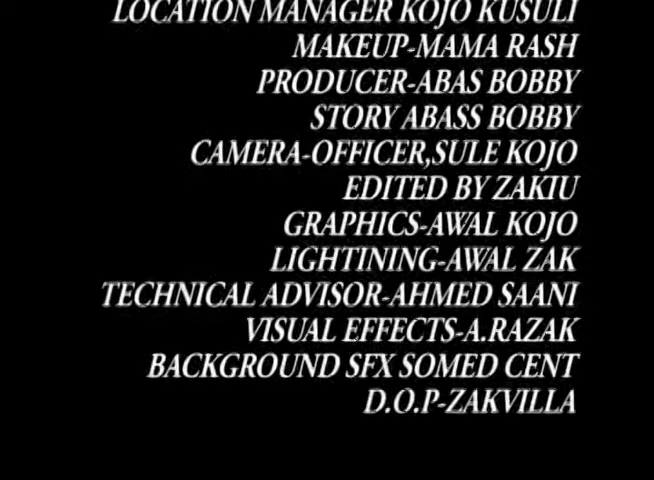 LOCATION MANAGER KOJO KUSULI
MAKEUP-MAMA RASH
PRODUCER-ABAS BOBBY
STORY ABASS BOBBY
CAMERA-OFFICER,SULE KOJO
EDITED BY ZAKIU
GRAPHICS-AWAL KOJO
LIGHTINING-AWAL ZAK
TECHNICAL ADVISOR-AHMED SAANI
VISUAL EFFECTS-A.RAZAK
BACKGROUND SFX SOMED CENT
D.O.P-ZAKVILLA